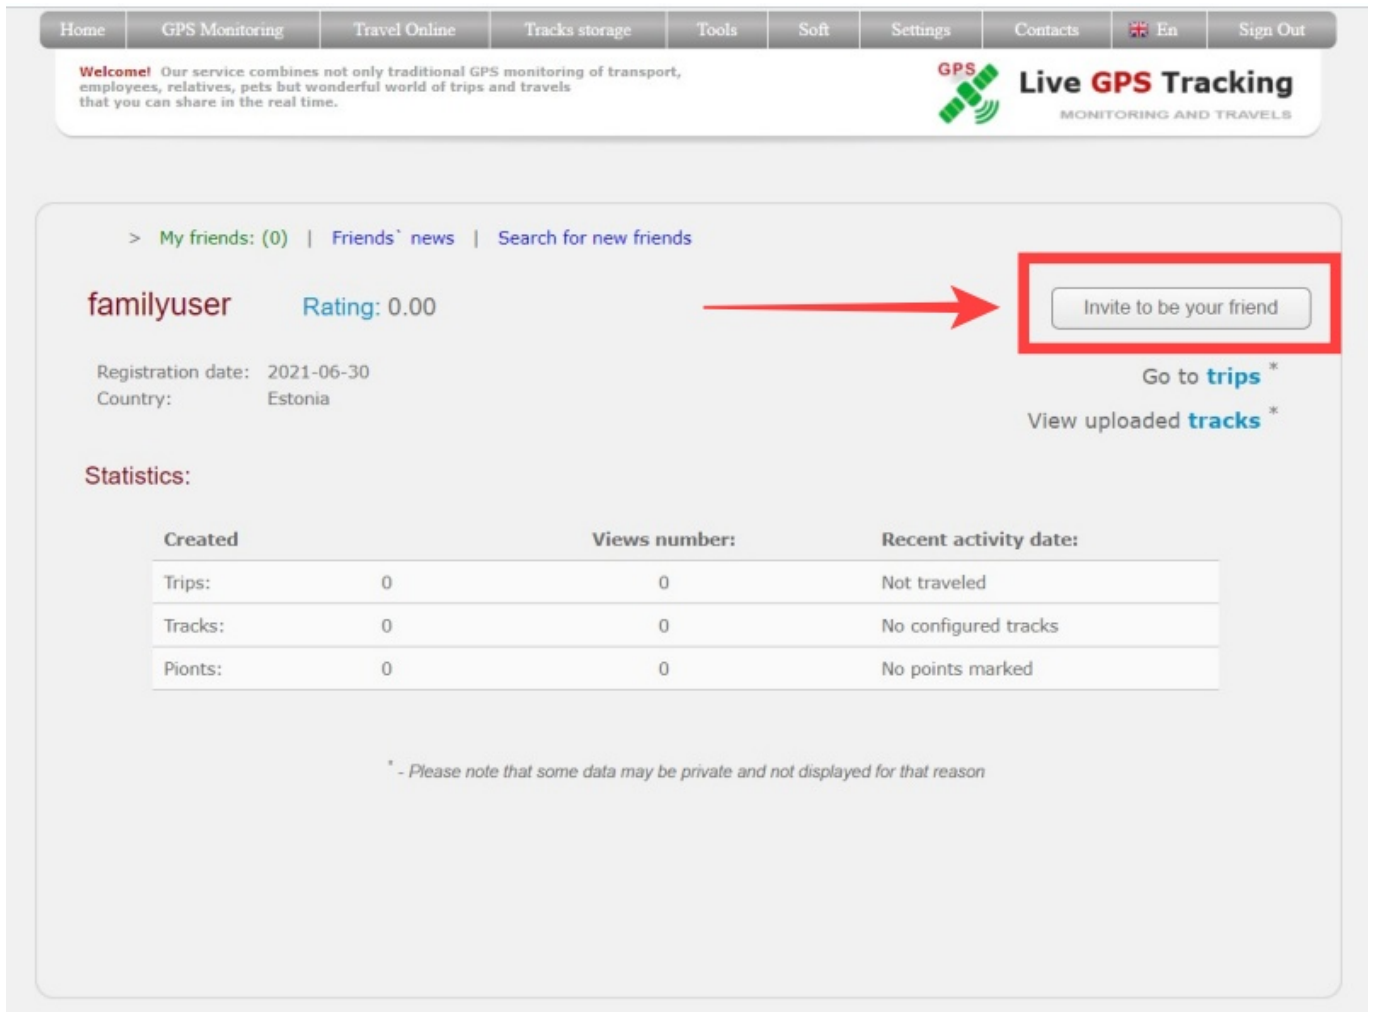 Home GPS Monitoring Travel Online Tracks storage Tools Soft Settings Contacts En Sign Out
Welcome! Our service combines not only traditional GPS monitoring of transport,
employees, relatives, pets but wonderful world of trips and travels
that you can share in the real time.
GPS
Live GPS Tracking
MONITORING AND TRAVELS
> My friends: (0) | Friends` news | Search for new friends
familyuser Rating: 0.00
Invite to be your friend
Registration date: 2021-06-30
Country: Estonia
Go to trips *
View uploaded tracks *
Statistics:
Created Views number: Recent activity date:
Trips: 0 0 Not traveled
Tracks: 0 0 No configured tracks
Pionts: 0 0 No points marked
* - Please note that some data may be private and not displayed for that reason